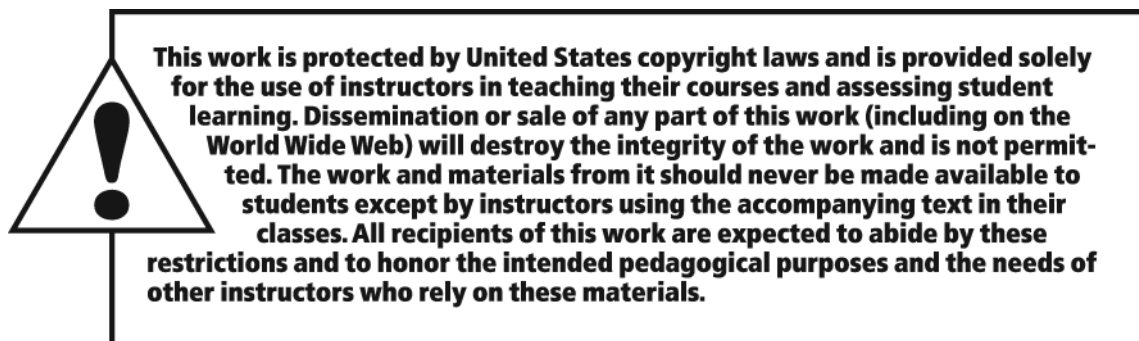 This work is protected by United States copyright laws and is provided solely
for the use of instructors in teaching their courses and assessing student
learning. Dissemination or sale of any part of this work (including on the
World Wide Web) will destroy the integrity of the work and is not permit-
ted. The work and materials from it should never be made available to
students except by instructors using the accompanying text in their
classes. All recipients of this work are expected to abide by these
restrictions and to honor the intended pedagogical purposes and the needs of
other instructors who rely on these materials.